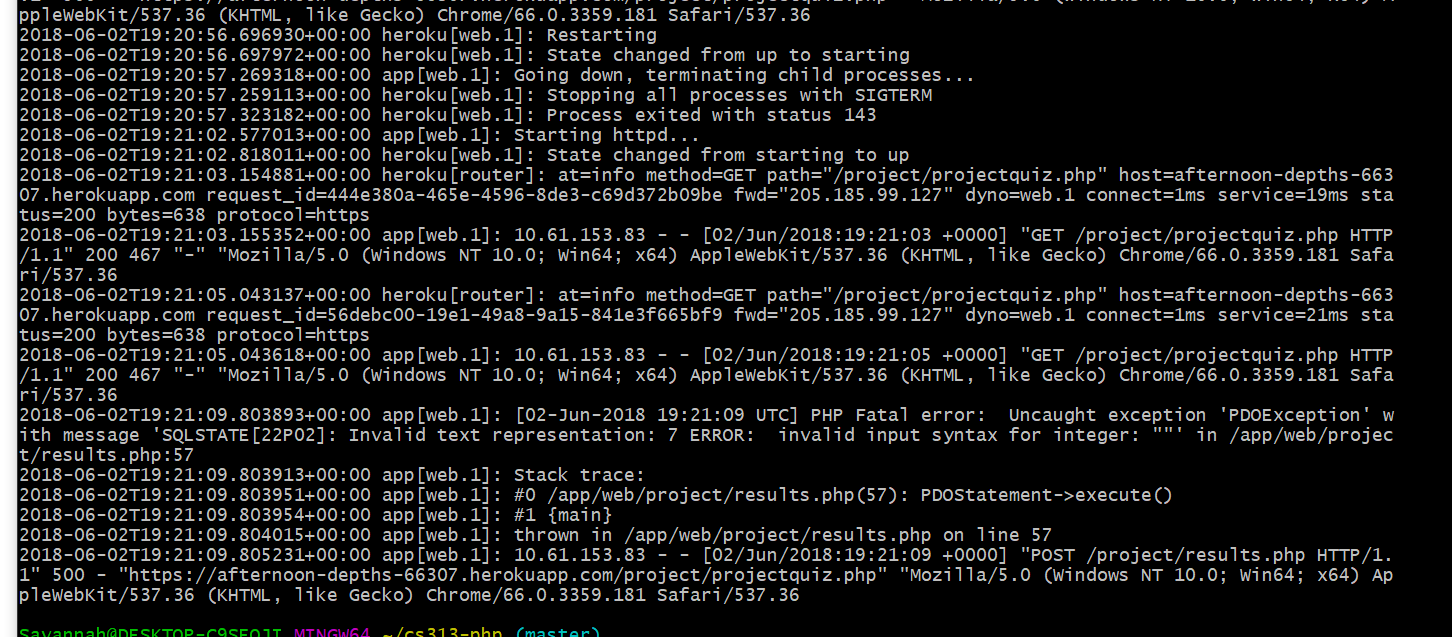 ppleWebKit/537.36 (KHTML, like Gecko) Chrome/66.0.3359.181 Safari/537.36
2018-06-02T19:20:56.696930+00:00 heroku[web.1]: Restarting
2018-06-02T19:20:56.697972+00:00 heroku[web.1]: State changed from up to starting
2018-06-02T19:20:57.269318+00:00 app[web.1]: Going down, terminating child processes...
2018-06-02T19:20:57.259113+00:00 heroku[web.1]: Stopping all processes with SIGTERM
2018-06-02T19:20:57.323182+00:00 heroku[web.1]: Process exited with status 143
2018-06-02T19:21:02.577013+00:00 app[web.1]: Starting httpd...
2018-06-02T19:21:02.818011+00:00 heroku[web.1]: State changed from starting to up
2018-06-02T19:21:03.154881+00:00 heroku[router]: at=info method=GET path="/project/projectquiz.php" host=afternoon-depths-663
07.herokuapp.com request_id=444e380a-465e-4596-8de3-c69d372b09be fwd="205.185.99.127" dyno=web.1 connect=1ms service=19ms sta
tus=200 bytes=638 protocol=https
2018-06-02T19:21:03.155352+00:00 app[web.1]: 10.61.153.83 - - [02/Jun/2018:19:21:03 +0000] "GET /project/projectquiz.php HTTP
/1.1" 200 467 "-" "Mozilla/5.0 (Windows NT 10.0; Win64; x64) AppleWebKit/537.36 (KHTML, like Gecko) Chrome/66.0.3359.181 Safa
ri/537.36
2018-06-02T19:21:05.043137+00:00 heroku[router]: at=info method=GET path="/project/projectquiz.php" host=afternoon-depths-663
07.herokuapp.com request_id=56debc00-19e1-49a8-9a15-841e3f665bf9 fwd="205.185.99.127" dyno=web.1 connect=1ms service=21ms sta
tus=200 bytes=638 protocol=https
2018-06-02T19:21:05.043618+00:00 app[web.1]: 10.61.153.83 - - [02/Jun/2018:19:21:05 +0000] "GET /project/projectquiz.php HTTP
/1.1" 200 467 "-" "Mozilla/5.0 (Windows NT 10.0; Win64; x64) AppleWebKit/537.36 (KHTML, like Gecko) Chrome/66.0.3359.181 Safa
ri/537.36
2018-06-02T19:21:09.803893+00:00 app[web.1]: [02-Jun-2018 19:21:09 UTC] PHP Fatal error:  Uncaught exception 'PDOException' w
ith message 'SQLSTATE[22P02]: Invalid text representation: 7 ERROR:  invalid input syntax for integer: ""' in /app/web/projec
t/results.php:57
2018-06-02T19:21:09.803913+00:00 app[web.1]: Stack trace:
2018-06-02T19:21:09.803951+00:00 app[web.1]: #0 /app/web/project/results.php(57): PDOStatement->execute()
2018-06-02T19:21:09.803954+00:00 app[web.1]: #1 {main}
2018-06-02T19:21:09.804015+00:00 app[web.1]: thrown in /app/web/project/results.php on line 57
2018-06-02T19:21:09.805231+00:00 app[web.1]: 10.61.153.83 - - [02/Jun/2018:19:21:09 +0000] "POST /project/results.php HTTP/1.
1" 500 - "https://afternoon-depths-66307.herokuapp.com/project/projectquiz.php" "Mozilla/5.0 (Windows NT 10.0; Win64; x64) Ap
pleWebKit/537.36 (KHTML, like Gecko) Chrome/66.0.3359.181 Safari/537.36
MINGW64 ~/cs313-php (master)